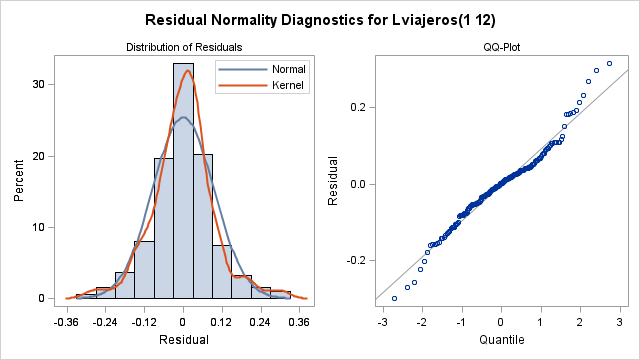 Residual Normality Diagnostics for Lviajeros(1 12)
Distribution of Residuals
Normal
Kernel
Percent
30
20
10
0
-0.36 -0.24 -0.12 0 0.12 0.24 0.36
Residual
QQ-Plot
Residual
0.2
0.0
-0.2
-3 -2 -1 0 1 2 3
Quantile